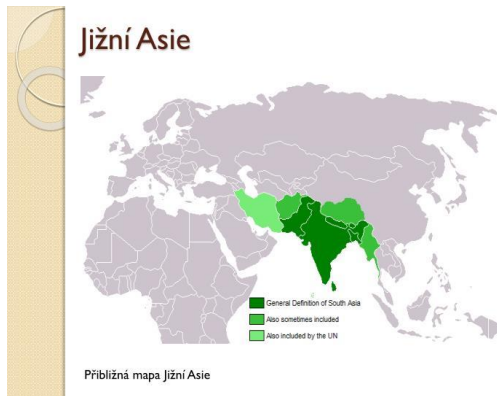 Jižní Asie
General Definition of South Asia
Also sometimes included
Also included by the UN
Přibližná mapa Jižní Asie